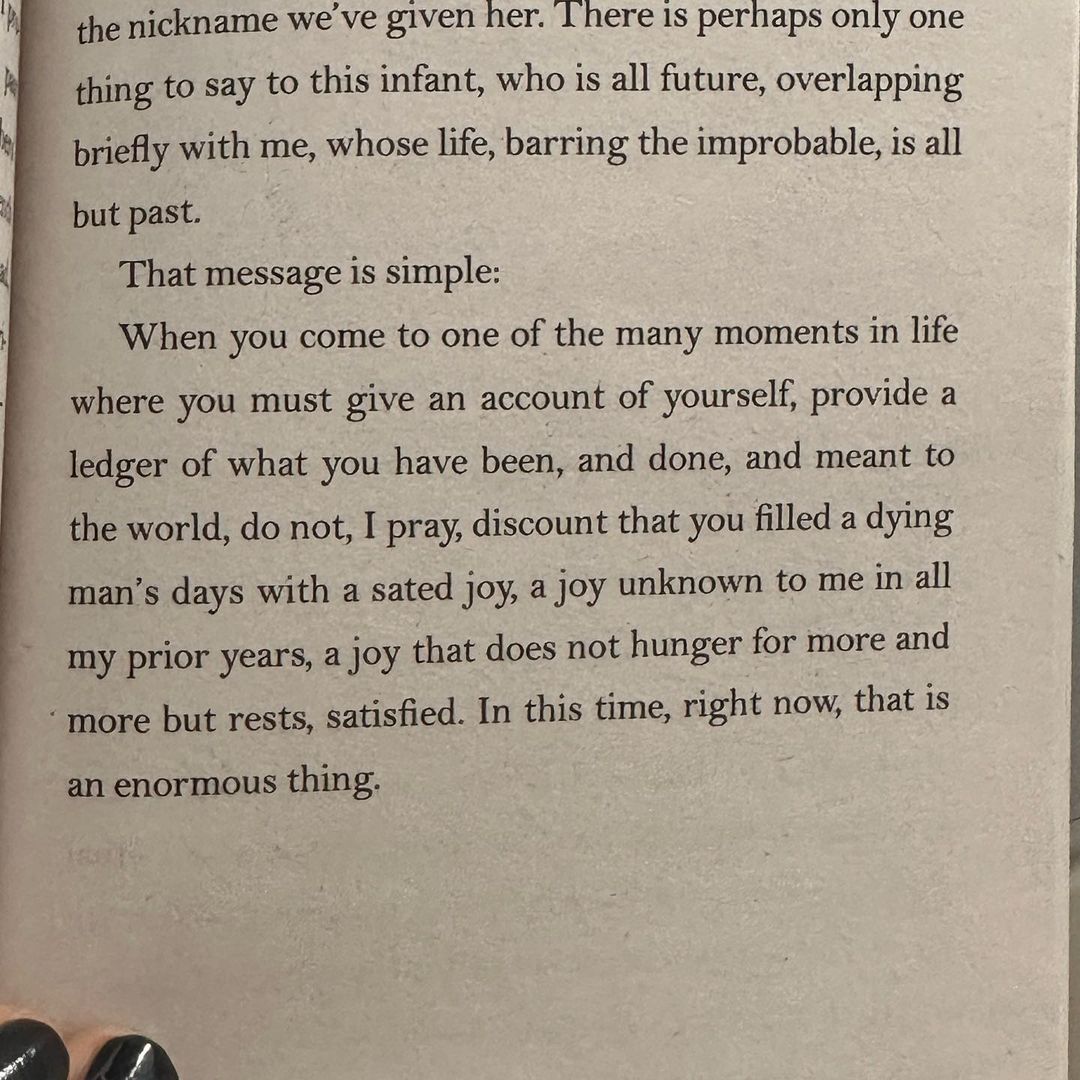 the nickname we've given her. There is perhaps only one
thing to say to this infant, who is all future, overlapping
briefly with me, whose life, barring the improbable, is all
but past.
That message is simple:
When you come to one of the many moments in life
where you must give an account of yourself, provide a
ledger of what you have been, and done, and meant to
the world, do not, I pray, discount that you filled a dying
man's days with a sated joy, a joy unknown to me in all
my prior years, a joy that does not hunger for more and
more but rests, satisfied. In this time, right now, that is
an enormous thing.